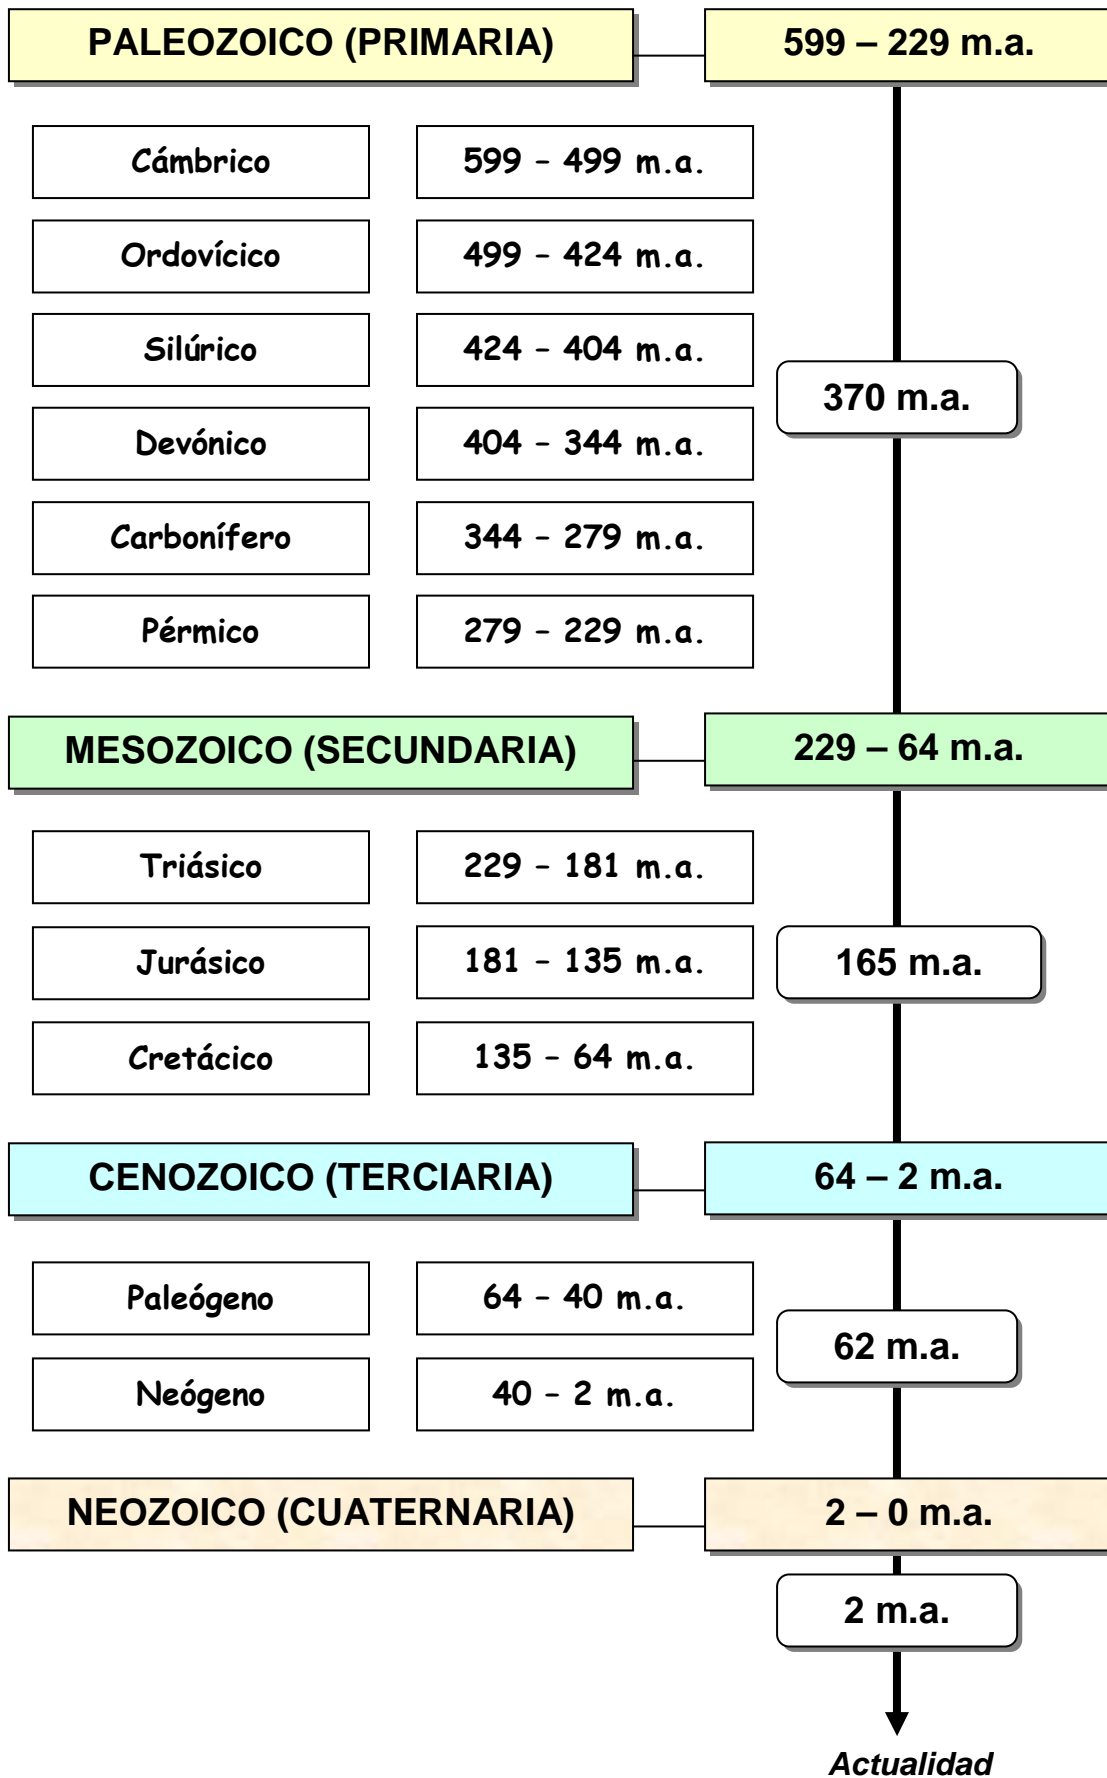 PALEOZOICO (PRIMARIA) 599 – 229 m.a.
Cámbrico 599 – 499 m.a.
Ordovícico 499 – 424 m.a.
Silúrico 424 – 404 m.a.
370 m.a.
Devónico 404 – 344 m.a.
Carbonífero 344 – 279 m.a.
Pérmico 279 – 229 m.a.
MESOZOICO (SECUNDARIA) 229 – 64 m.a.
Triásico 229 – 181 m.a.
Jurásico 181 – 135 m.a. 165 m.a.
Cretácico 135 – 64 m.a.
CENOZOICO (TERCIARIA) 64 – 2 m.a.
Paleógeno 64 – 40 m.a.
62 m.a.
Neógeno 40 – 2 m.a.
NEOZOICO (CUATERNARIA) 2 – 0 m.a.
2 m.a.
Actualidad